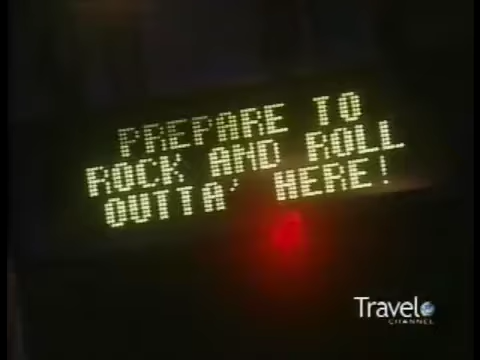 PREPARE TO
ROCK AND ROLL
OUTTA' HERE!
Travel
CHANNEL